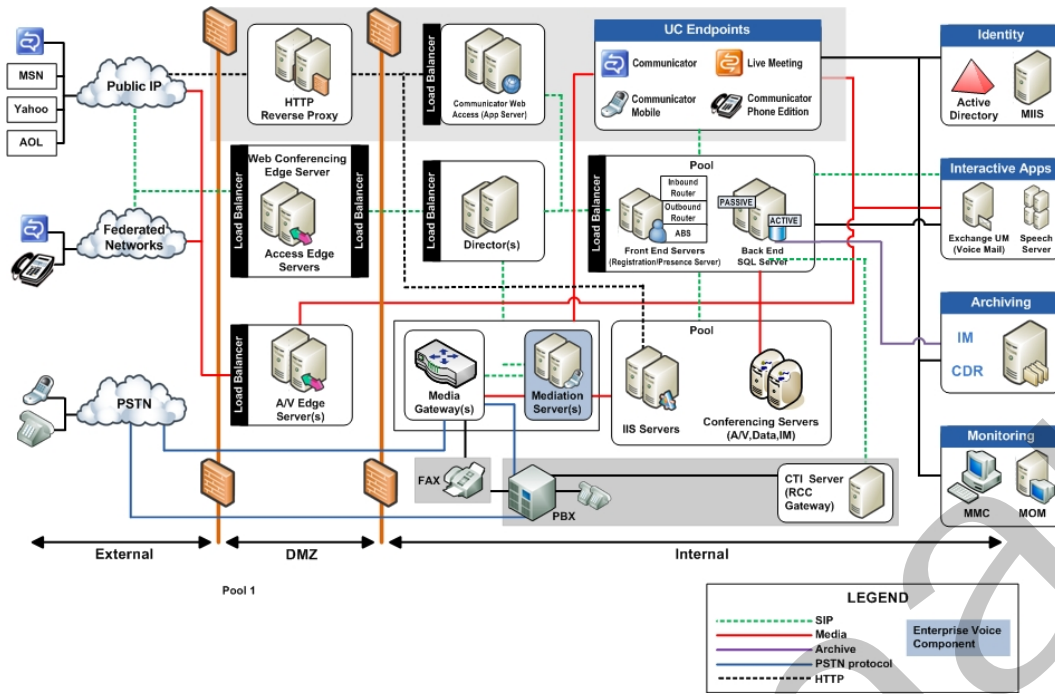 MSN
Yahoo
AOL
Public IP
Federated
Networks
PSTN
HTTP
Reverse Proxy
Load Balancer
Communicator Web
Access (App Server)
UC Endpoints
Communicator
Live Meeting
Communicator
Mobile
Communicator
Phone Edition
Identity
Active
Directory
MIIS
Load Balancer
Web Conferencing
Edge Server
Access Edge
Servers
Load Balancer
Load Balancer
Director(s)
Pool
Load Balancer
Inbound
Router
Outbound
Router
ABS
PASSIVE
ACTIVE
Front End Servers
(Registration/Presence Server)
Back End
SQL Server
Interactive Apps
Exchange UM
(Voice Mail)
Speech
Server
Load Balancer
A/V Edge
Server(s)
Media
Gateway(s)
Mediation
Server(s)
Pool
IIS Servers
Conferencing Servers
(A/V,Data,IM)
Archiving
IM
CDR
FAX
PBX
CTI Server
(RCC
Gateway)
Monitoring
MMC
MOM
External
DMZ
Internal
Pool 1
LEGEND
SIP
Media
Archive
PSTN protocol
HTTP
Enterprise Voice
Component